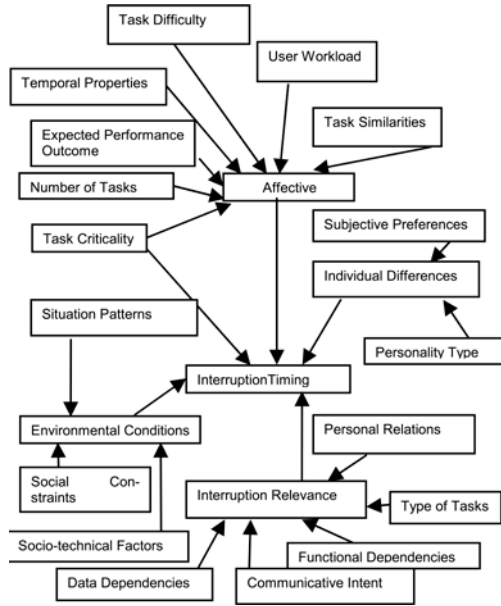 Task Difficulty
User Workload
Temporal Properties
Task Similarities
Expected Performance
Outcome
Number of Tasks
Affective
Subjective Preferences
Task Criticality
Individual Differences
Situation Patterns
Personality Type
InterruptionTiming
Environmental Conditions
Personal Relations
Social Con-
straints
Interruption Relevance
Type of Tasks
Socio-technical Factors
Functional Dependencies
Data Dependencies
Communicative Intent